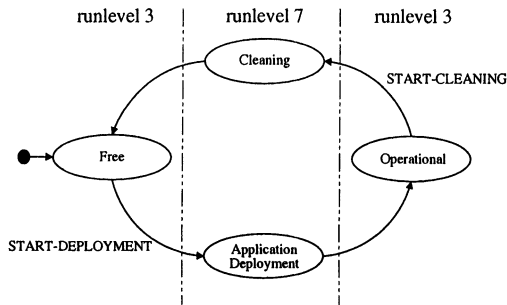 runlevel 3
runlevel 7
runlevel 3
Cleaning
START-CLEANING
Free
Operational
START-DEPLOYMENT
Application
Deployment